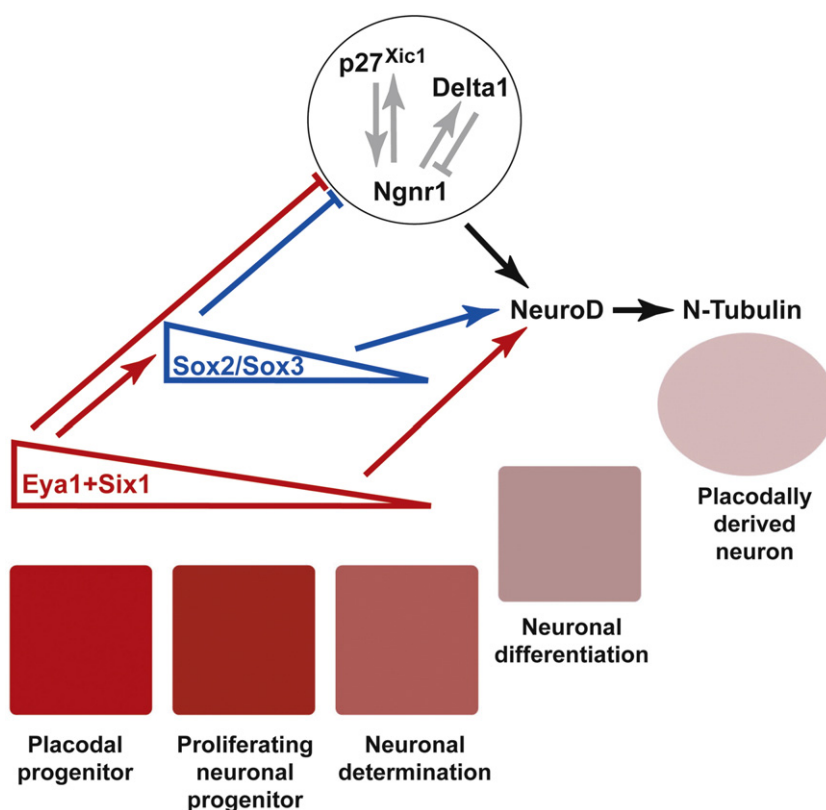 p27Xic1
Delta1
Ngnr1
NeuroD
N-Tubulin
Sox2/Sox3
Eya1+Six1
Placodally
derived
neuron
Neuronal
differentiation
Placodal
progenitor
Proliferating
neuronal
progenitor
Neuronal
determination